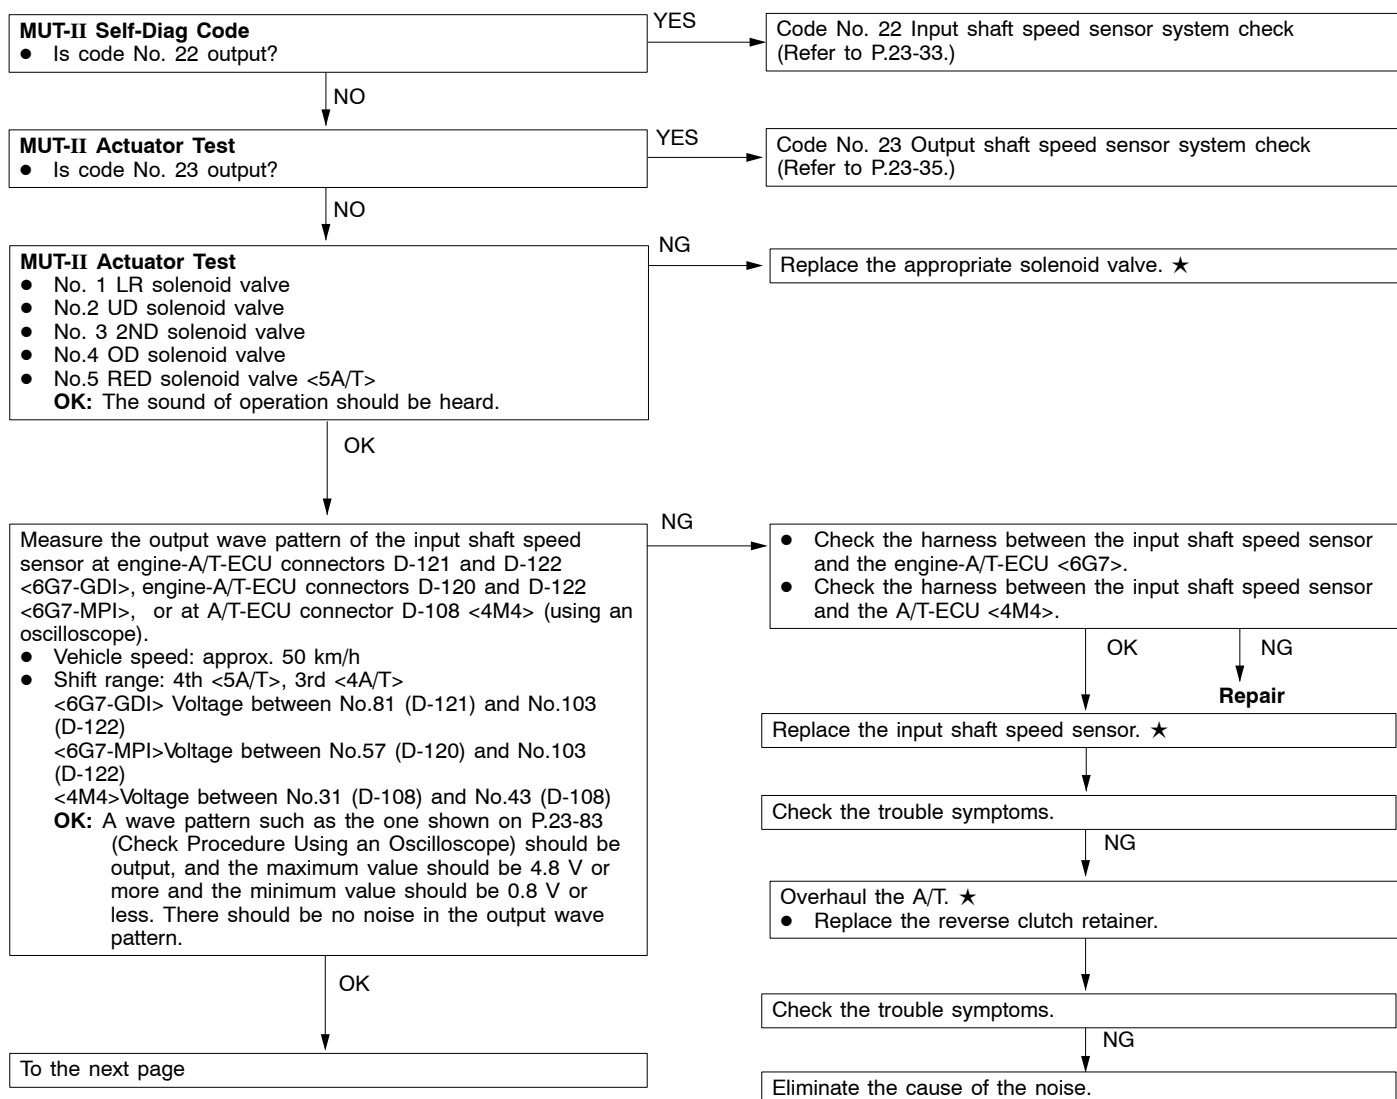 MUT-II Self-Diag Code
● Is code No. 22 output?
YES
Code No. 22 Input shaft speed sensor system check
(Refer to P.23-33.)
NO
MUT-II Actuator Test
● Is code No. 23 output?
YES
Code No. 23 Output shaft speed sensor system check
(Refer to P.23-35.)
NO
MUT-II Actuator Test
● No. 1 LR solenoid valve
● No.2 UD solenoid valve
● No. 3 2ND solenoid valve
● No.4 OD solenoid valve
● No.5 RED solenoid valve <5A/T>
OK: The sound of operation should be heard.
NG
Replace the appropriate solenoid valve. ★
OK
Measure the output wave pattern of the input shaft speed
sensor at engine-A/T-ECU connectors D-121 and D-122
<6G7-GDI>, engine-A/T-ECU connectors D-120 and D-122
<6G7-MPI>, or at A/T-ECU connector D-108 <4M4> (using an
oscilloscope).
● Vehicle speed: approx. 50 km/h
● Shift range: 4th <5A/T>, 3rd <4A/T>
<6G7-GDI> Voltage between No.81 (D-121) and No.103
(D-122)
<6G7-MPI>Voltage between No.57 (D-120) and No.103
(D-122)
<4M4>Voltage between No.31 (D-108) and No.43 (D-108)
OK: A wave pattern such as the one shown on P.23-83
(Check Procedure Using an Oscilloscope) should be
output, and the maximum value should be 4.8 V or
more and the minimum value should be 0.8 V or
less. There should be no noise in the output wave
pattern.
NG
● Check the harness between the input shaft speed sensor
and the engine-A/T-ECU <6G7>.
● Check the harness between the input shaft speed sensor
and the A/T-ECU <4M4>.
OK
NG
Repair
Replace the input shaft speed sensor. ★
Check the trouble symptoms.
NG
Overhaul the A/T. ★
● Replace the reverse clutch retainer.
Check the trouble symptoms.
NG
Eliminate the cause of the noise.
OK
To the next page